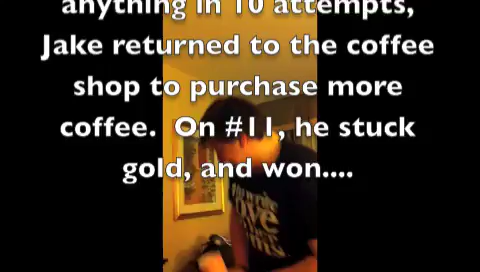 anything in 10 attempts,
Jake returned to the coffee
shop to purchase more
coffee.  On #11, he stuck
gold, and won....